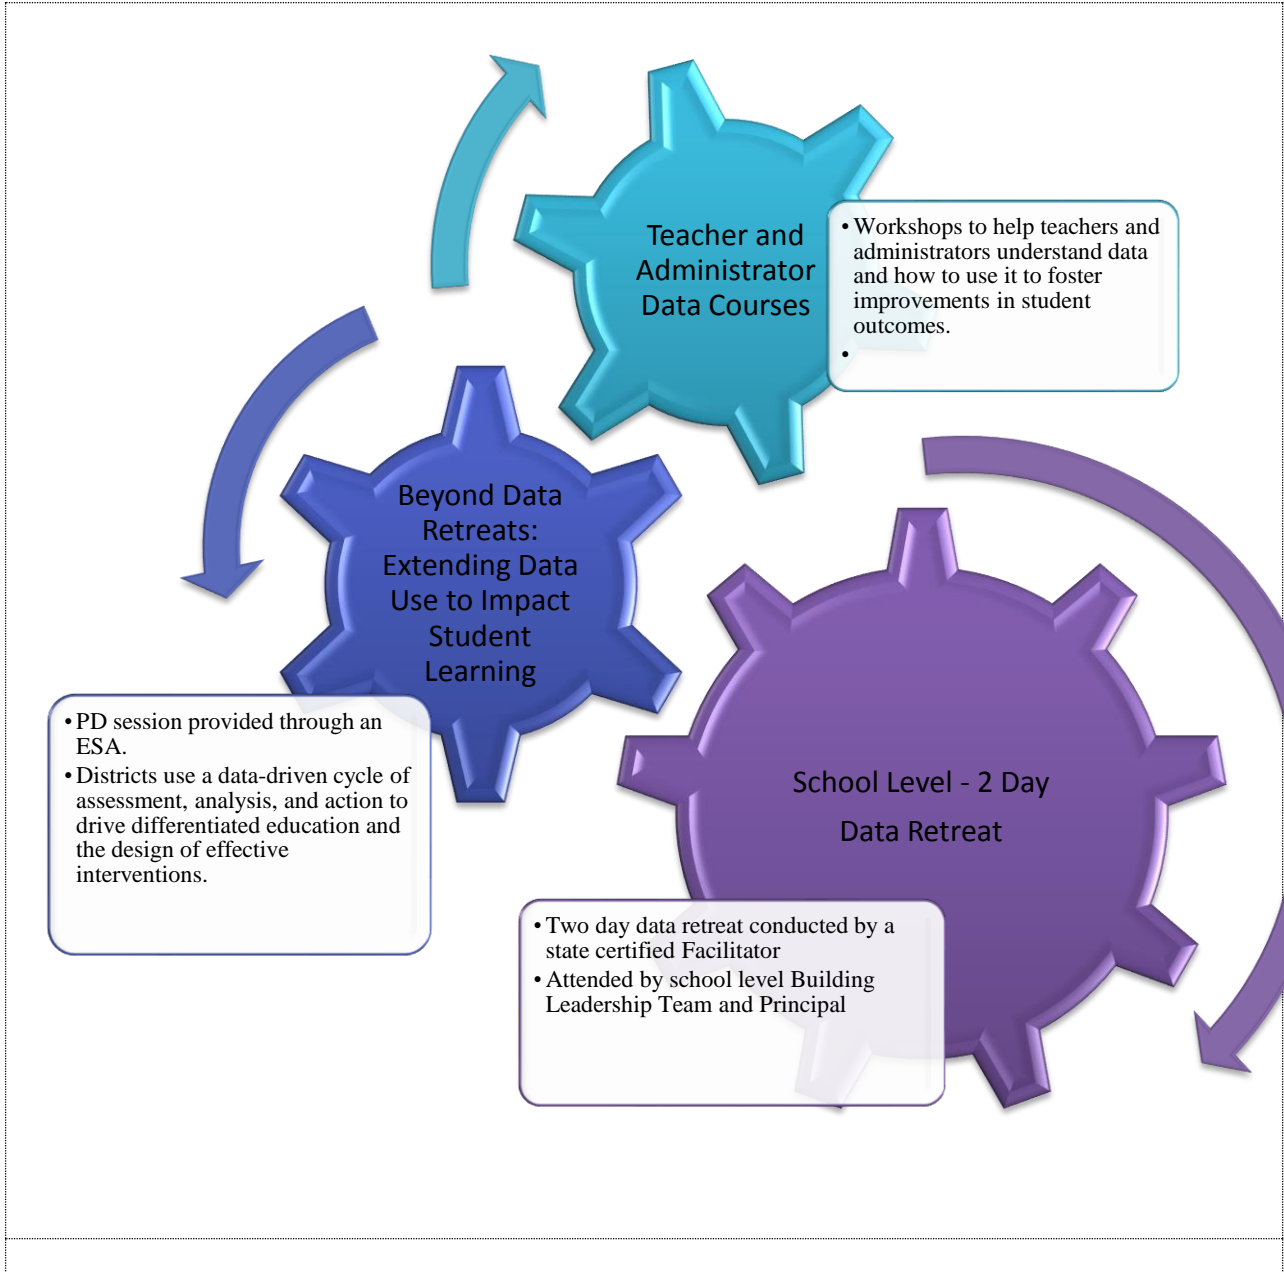 Teacher and
Administrator
Data Courses
•Workshops to help teachers and
administrators understand data
and how to use it to foster
improvements in student
outcomes.
•
Beyond Data
Retreats:
Extending Data
Use to Impact
Student
Learning
•PD session provided through an
ESA.
•Districts use a data-driven cycle of
assessment, analysis, and action to
drive differentiated education and
the design of effective
interventions.
School Level - 2 Day
Data Retreat
•Two day data retreat conducted by a
state certified Facilitator
•Attended by school level Building
Leadership Team and Principal